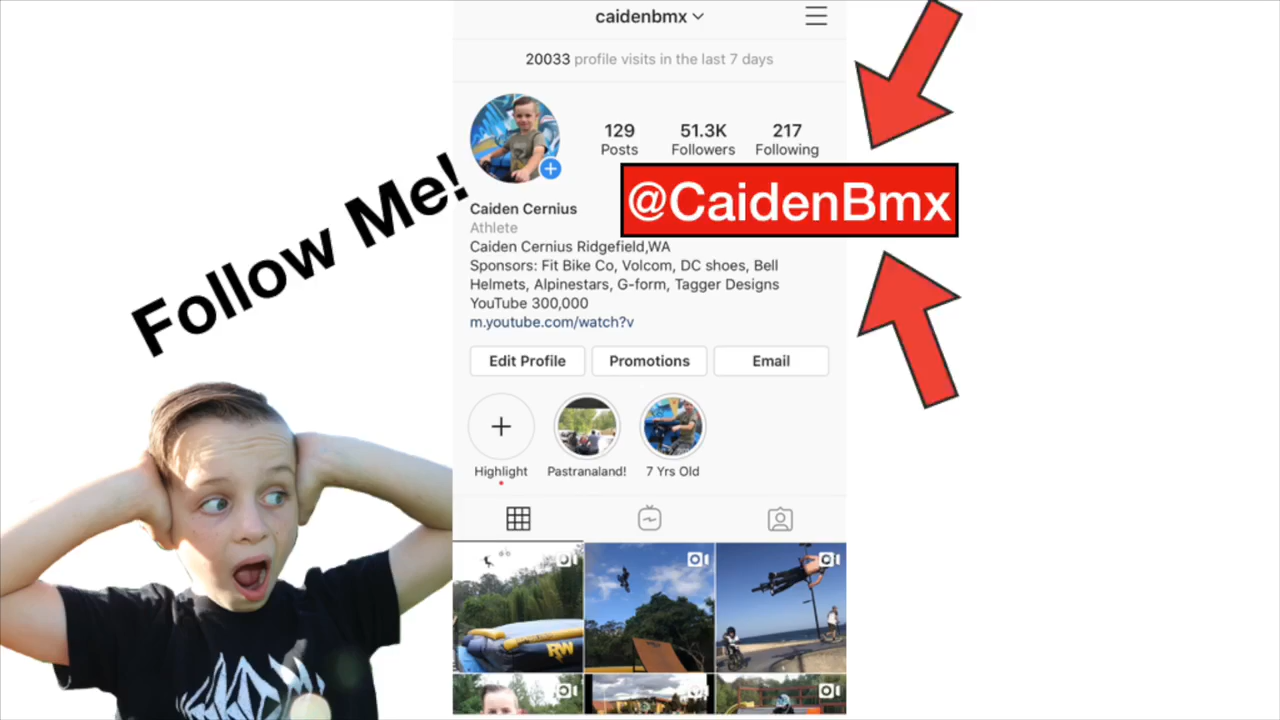 caidenbmx
20033 profile visits in the last 7 days
129 51.3K 217
Posts Followers Following
@CaidenBmx
Follow Me!
Caiden Cernius
Athlete
Caiden Cernius Ridgefield,WA
Sponsors: Fit Bike Co, Volcom, DC shoes, Bell
Helmets, Alpinestars, G-form, Tagger Designs
YouTube 300,000
m.youtube.com/watch?v
Edit Profile Promotions Email
Highlight Pastranaland! 7 Yrs Old
RW